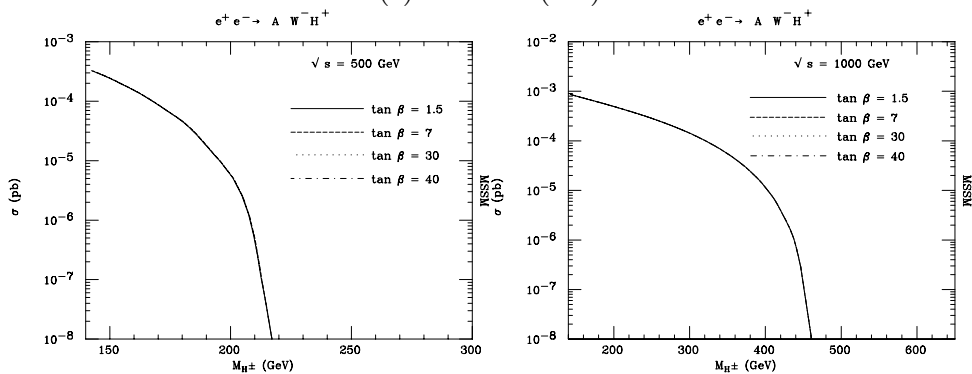 e+ e−→ A W−H+
√ s = 500 GeV
tan β = 1.5
tan β = 7
tan β = 30
tan β = 40
10−3
10−4
10−5
10−6
10−7
10−8
σ (pb)
MSSM
150
200
250
300
MH± (GeV)
e+ e−→ A W−H+
√ s = 1000 GeV
tan β = 1.5
tan β = 7
tan β = 30
tan β = 40
10−2
10−3
10−4
10−5
10−6
10−7
10−8
σ (pb)
MSSM
200
300
400
500
600
MH± (GeV)